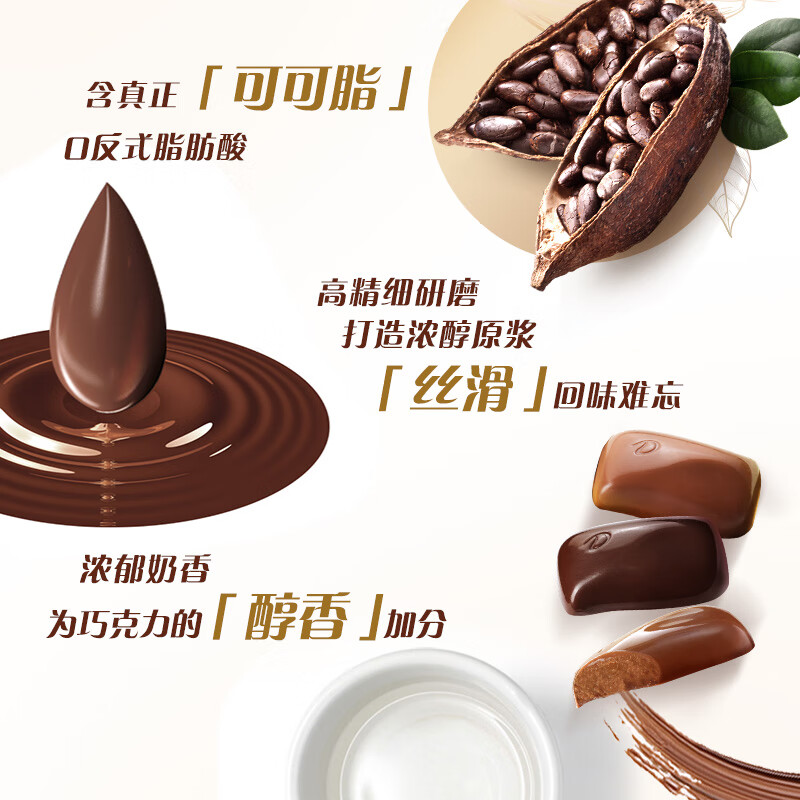 含真正「可可脂」
0反式脂肪酸
高精细研磨
打造浓醇原浆
「丝滑」回味难忘
浓郁奶香
为巧克力的「醇香」加分